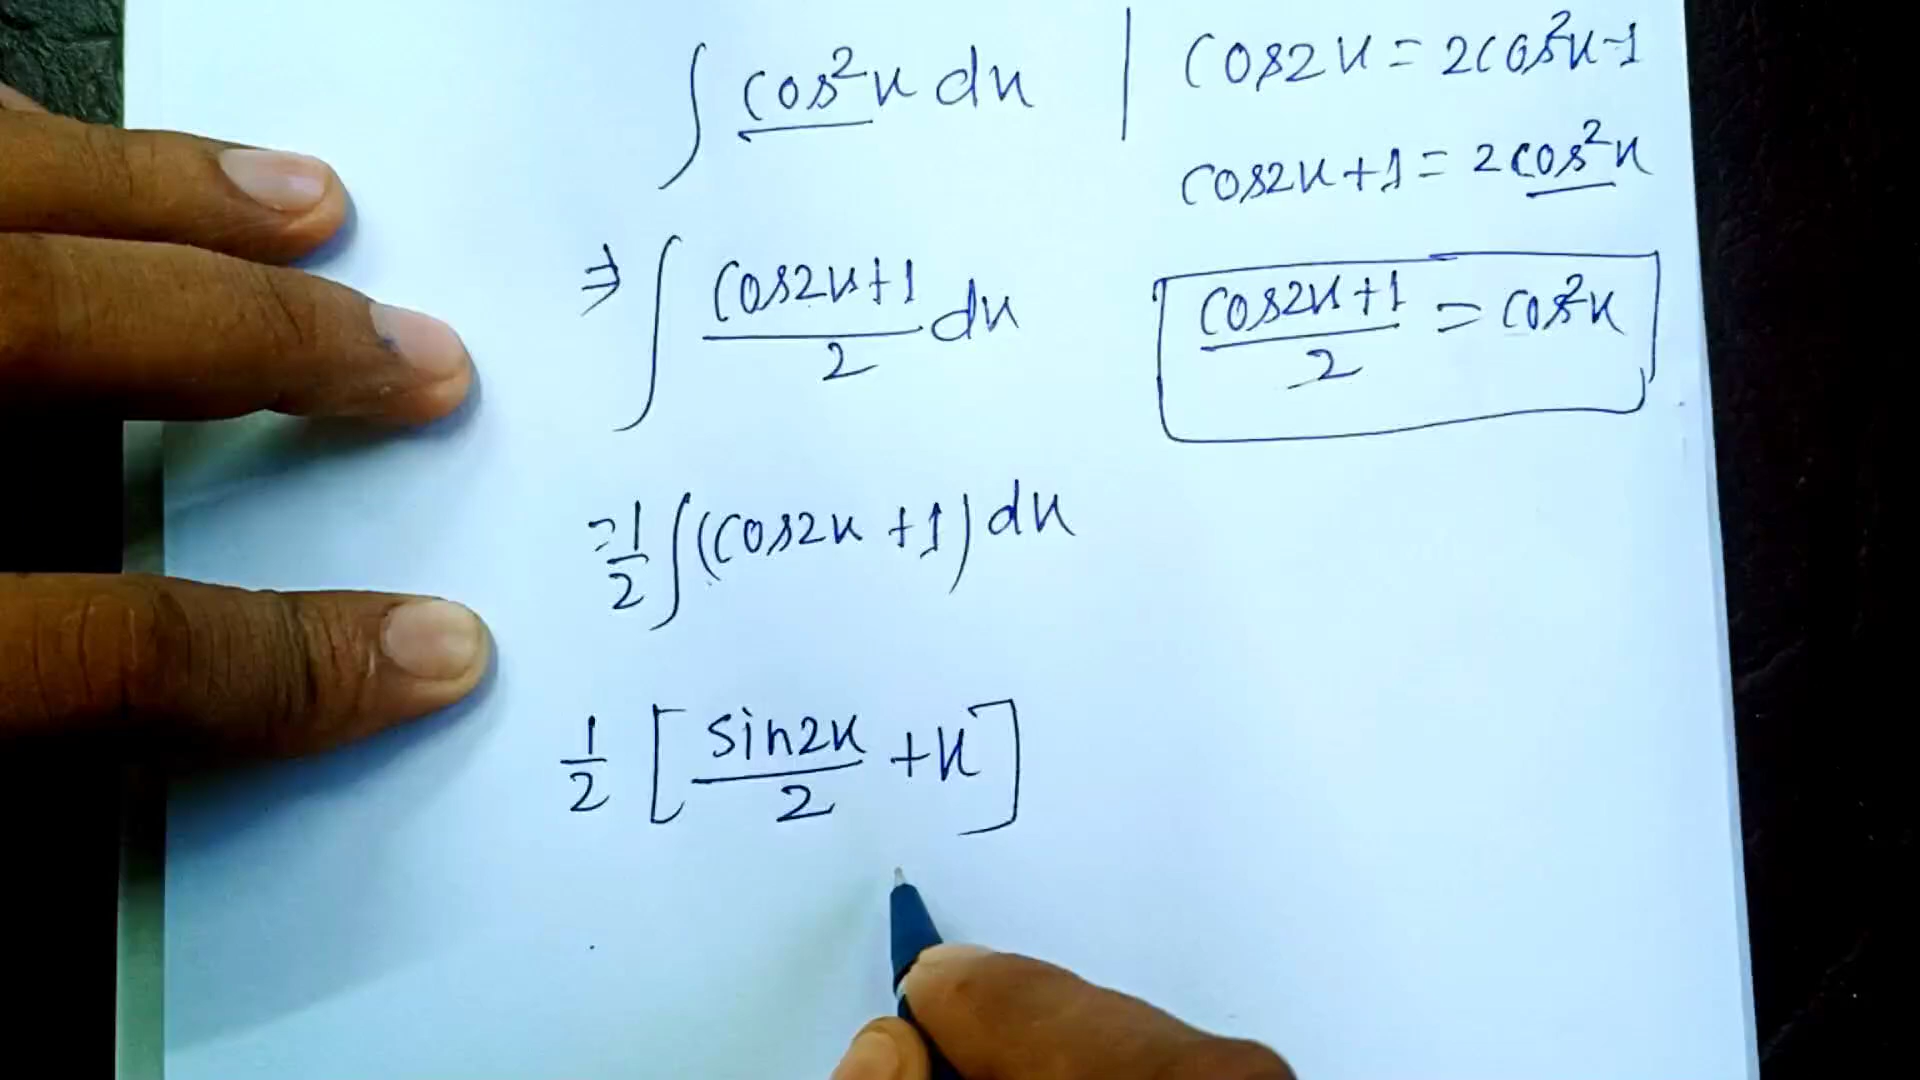 ∫ cos²x dx
cos2x = 2cos²x-1
cos2x+1 = 2cos²x
⇒ ∫ (cos2x+1)/2 dx
(cos2x+1)/2 = cos²x
= 1/2 ∫(cos2x +1) dx
1/2 [sin2x/2 +x]